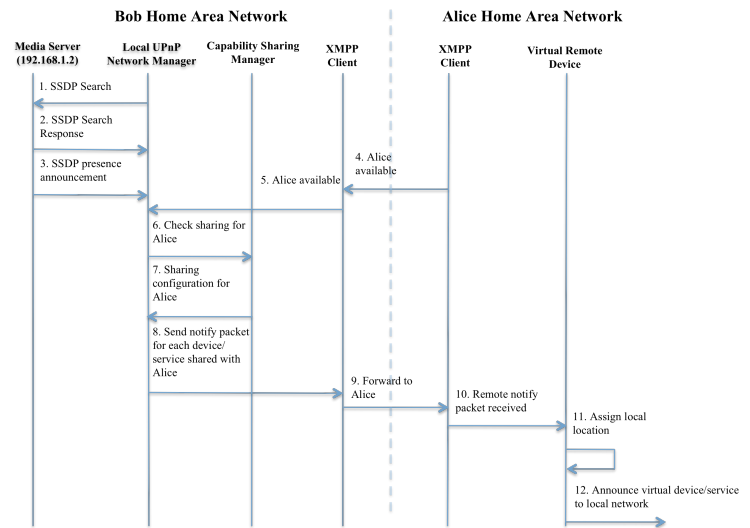 Bob Home Area Network
Alice Home Area Network
Media Server
(192.168.1.2)
Local UPnP
Network Manager
Capability Sharing
Manager
XMPP
Client
XMPP
Client
Virtual Remote
Device
1. SSDP Search
2. SSDP Search
Response
3. SSDP presence
announcement
4. Alice
available
5. Alice available
6. Check sharing for
Alice
7. Sharing
configuration for
Alice
8. Send notify packet
for each device/
service shared with
Alice
9. Forward to
Alice
10. Remote notify
packet received
11. Assign local
location
12. Announce virtual device/service
to local network